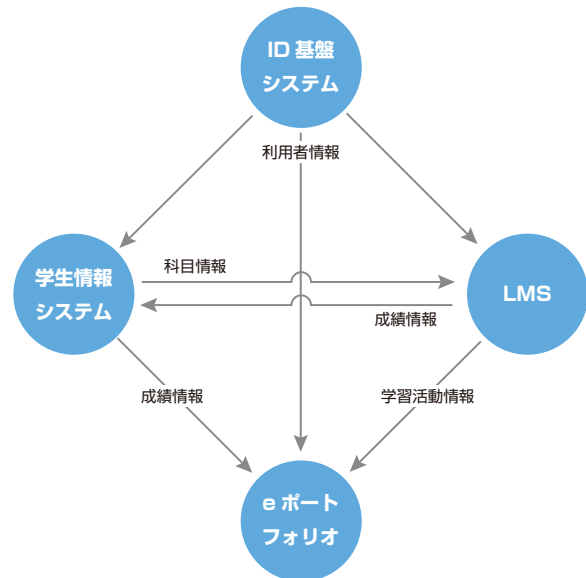 ID 基盤
システム
利用者情報
科目情報
学生情報
システム
LMS
成績情報
成績情報
学習活動情報
e ポート
フォリオ